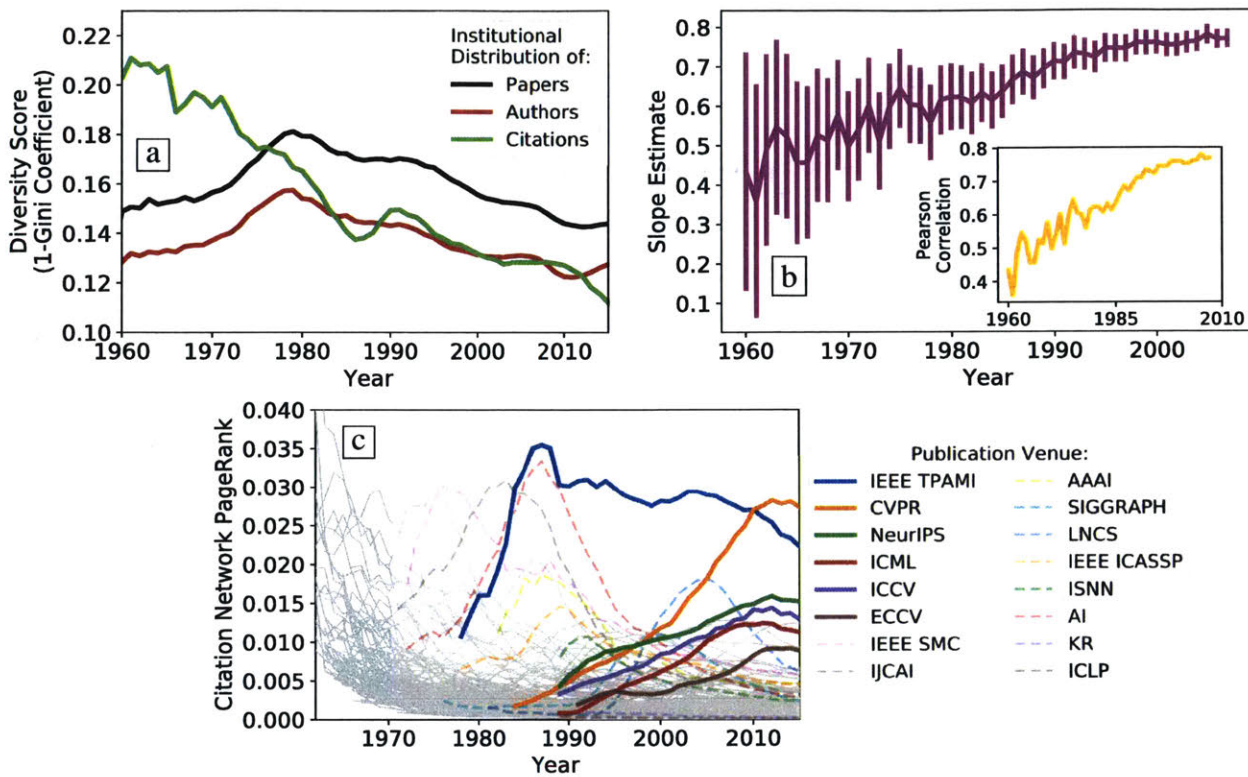 0.22
0.20
0.18
0.16
0.14
0.12
0.10
Diversity Score
(1-Gini Coefficient)
a
Institutional
Distribution of:
Papers
Authors
Citations
1960 1970 1980 1990 2000 2010
Year
0.8
0.7
0.6
0.5
0.4
0.3
0.2
0.1
Slope Estimate
b
Pearson
Correlation
0.8
0.7
0.6
0.5
0.4
1960 1985 2010
1960 1970 1980 1990 2000
Year
0.040
0.035
0.030
0.025
0.020
0.015
0.010
0.005
0.000
Citation Network PageRank
c
1970 1980 1990 2000 2010
Year
Publication Venue:
IEEE TPAMI AAAI
CVPR SIGGRAPH
NeurIPS LNCS
ICML IEEE ICASSP
ICCV ISNN
ECCV AI
IEEE SMC KR
IJCAI ICLP